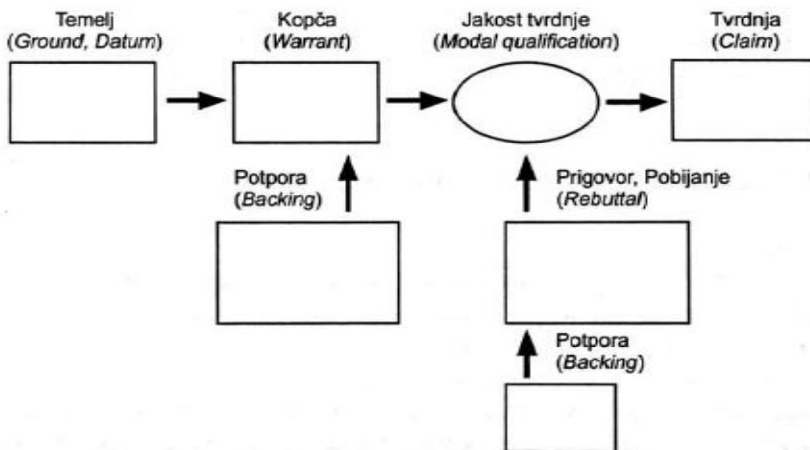 Temelj
(Ground, Datum)
Kopča
(Warrant)
Jakost tvrdnje
(Modal qualification)
Tvrdnja
(Claim)
Potpora
(Backing)
Prigovor, Pobijanje
(Rebuttal)
Potpora
(Backing)